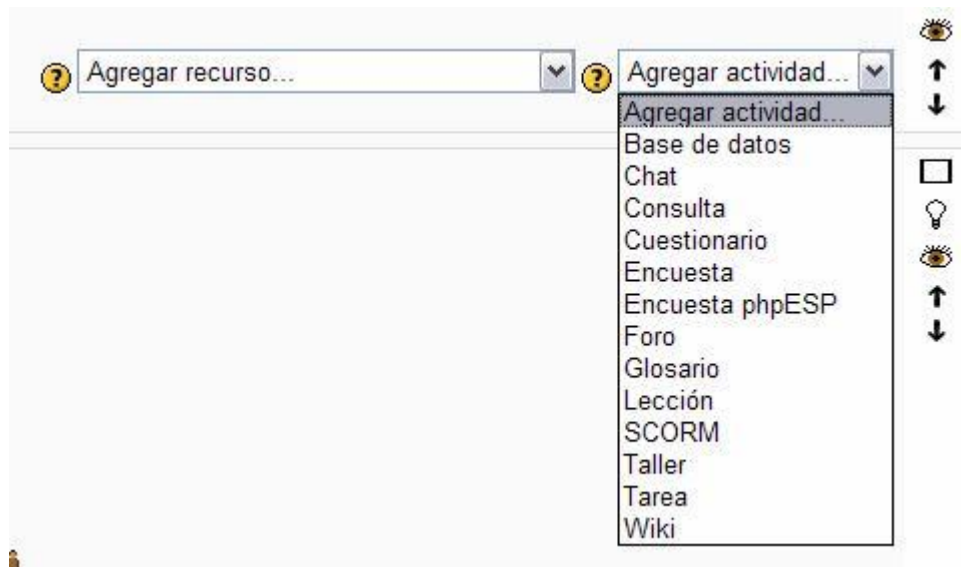 ? Agregar recurso... ? Agregar actividad...
Agregar actividad...
Base de datos
Chat
Consulta
Cuestionario
Encuesta
Encuesta phpESP
Foro
Glosario
Lección
SCORM
Taller
Tarea
Wiki